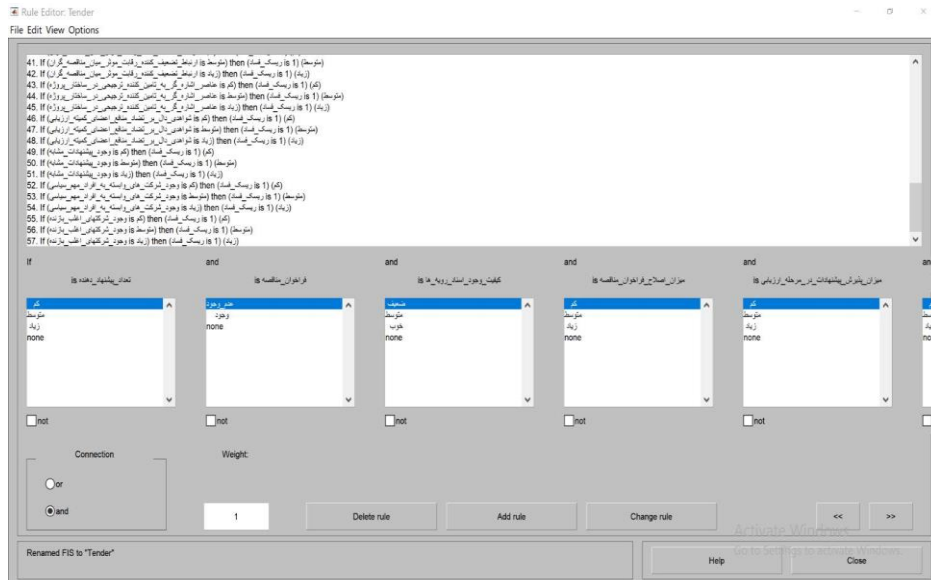 Rule Editor: Tender
File Edit View Options
41. If (ارتباط_تضعیف_کننده_رقابت_موثر_میان_مناقصه_گران is متوسط) then (ریسک_فساد is متوسط) (1)
42. If (ارتباط_تضعیف_کننده_رقابت_موثر_میان_مناقصه_گران is زیاد) then (ریسک_فساد is زیاد) (1)
43. If (عناصر_اشاره_گر_به_تامین_کننده_ترجیحی_در_ساختار_پروژه is کم) then (ریسک_فساد is کم) (1)
44. If (عناصر_اشاره_گر_به_تامین_کننده_ترجیحی_در_ساختار_پروژه is متوسط) then (ریسک_فساد is متوسط) (1)
45. If (عناصر_اشاره_گر_به_تامین_کننده_ترجیحی_در_ساختار_پروژه is زیاد) then (ریسک_فساد is زیاد) (1)
46. If (شواهدی_دال_بر_تضاد_منافع_اعضای_کمیته_ارزیابی is کم) then (ریسک_فساد is کم) (1)
47. If (شواهدی_دال_بر_تضاد_منافع_اعضای_کمیته_ارزیابی is متوسط) then (ریسک_فساد is متوسط) (1)
48. If (شواهدی_دال_بر_تضاد_منافع_اعضای_کمیته_ارزیابی is زیاد) then (ریسک_فساد is زیاد) (1)
49. If (وجود_پیشنهادات_مشابه is کم) then (ریسک_فساد is کم) (1)
50. If (وجود_پیشنهادات_مشابه is متوسط) then (ریسک_فساد is متوسط) (1)
51. If (وجود_پیشنهادات_مشابه is زیاد) then (ریسک_فساد is زیاد) (1)
52. If (وجود_شرکت_های_وابسته_به_افراد_مهم_سیاسی is کم) then (ریسک_فساد is کم) (1)
53. If (وجود_شرکت_های_وابسته_به_افراد_مهم_سیاسی is متوسط) then (ریسک_فساد is متوسط) (1)
54. If (وجود_شرکت_های_وابسته_به_افراد_مهم_سیاسی is زیاد) then (ریسک_فساد is زیاد) (1)
55. If (وجود_شرکتهای_اغلب_بازنده is کم) then (ریسک_فساد is کم) (1)
56. If (وجود_شرکتهای_اغلب_بازنده is متوسط) then (ریسک_فساد is متوسط) (1)
57. If (وجود_شرکتهای_اغلب_بازنده is زیاد) then (ریسک_فساد is زیاد) (1)
If and and and and
تعداد_پیشنهاد_دهنده is
فراخوان_مناقصه is
کیفیت_وجود_اسناد_رویه_ها is
میزان_اصلاح_فراخوان_مناقصه is
میزان_پذیرش_پیشنهادات_در_مرحله_ارزیابی is
کم
متوسط
زیاد
none
عدم وجود
وجود
none
ضعیف
متوسط
خوب
none
کم
متوسط
زیاد
none
کم
متوسط
زیاد
none
not not not not not
Connection
or
and
Weight:
1
Delete rule
Add rule
Change rule
<<
>>
Activate Windows
Go to Settings to activate Windows.
Renamed FIS to "Tender"
Help
Close